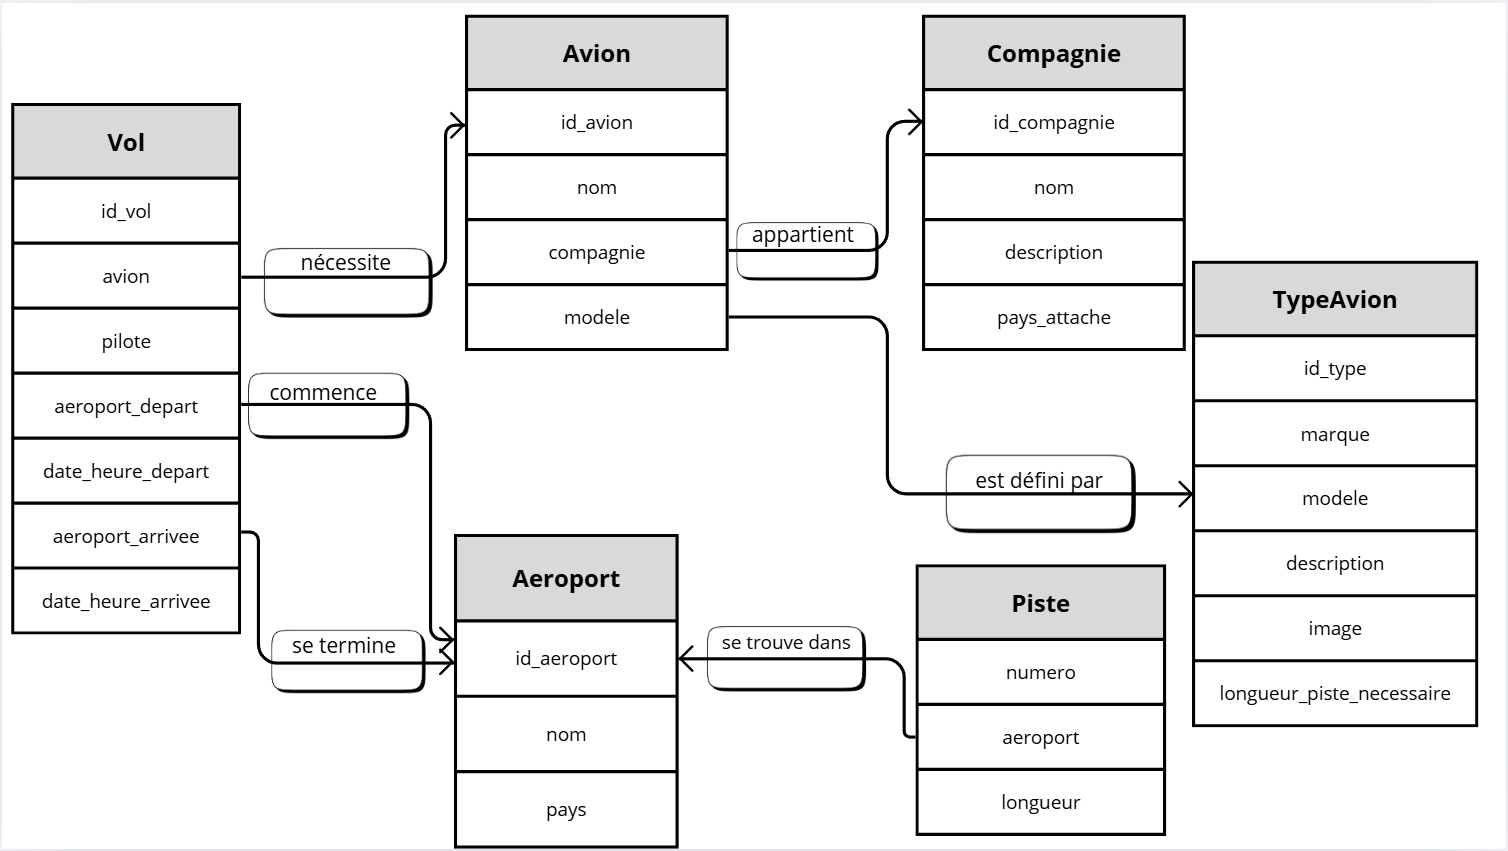 Vol
id_vol
avion
pilote
aeroport_depart
date_heure_depart
aeroport_arrivee
date_heure_arrivee
nécessite
commence
se termine
Avion
id_avion
nom
compagnie
modele
appartient
Compagnie
id_compagnie
nom
description
pays_attache
est défini par
TypeAvion
id_type
marque
modele
description
image
longueur_piste_necessaire
Aeroport
id_aeroport
nom
pays
se trouve dans
Piste
numero
aeroport
longueur